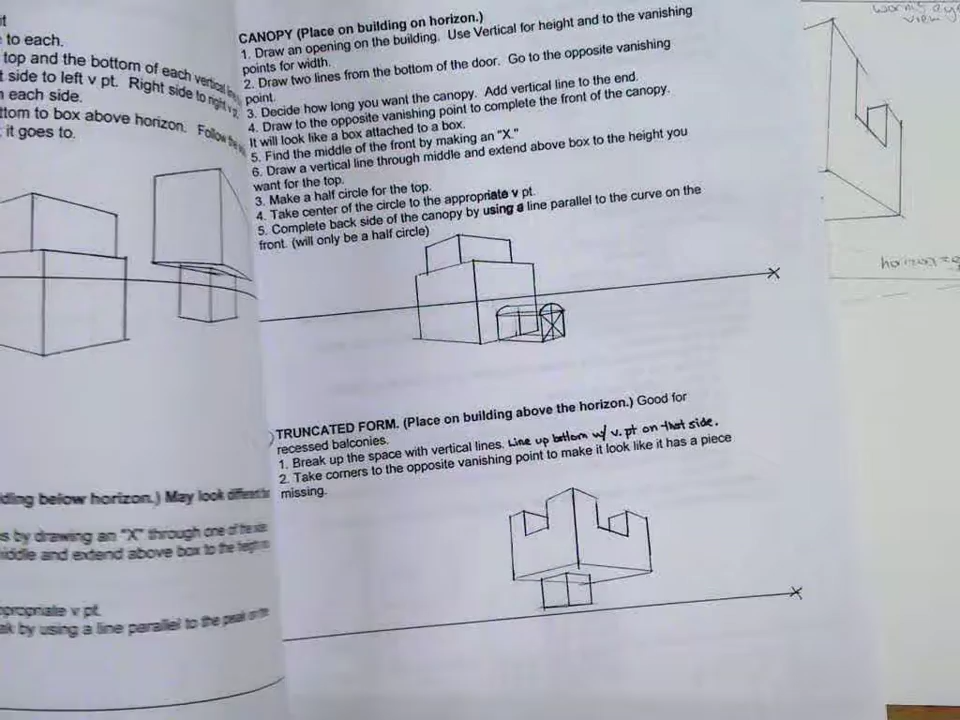 to each.
top and the bottom of each vertical
side to left v pt. Right side to right v
each side.
to box above horizon. Follow the
it goes to.
below horizon.) May look different
by drawing an "X" through one of the
and extend above box to the
v pt.
by using a line parallel to the peak
CANOPY (Place on building on horizon.)
1. Draw an opening on the building. Use Vertical for height and to the vanishing
points for width.
2. Draw two lines from the bottom of the door. Go to the opposite vanishing
point.
3. Decide how long you want the canopy. Add vertical line to the end.
4. Draw to the opposite vanishing point to complete the front of the canopy.
It will look like a box attached to a box.
5. Find the middle of the front by making an "X."
6. Draw a vertical line through middle and extend above box to the height you
want for the top.
3. Make a half circle for the top.
4. Take center of the circle to the appropriate v pt.
5. Complete back side of the canopy by using a line parallel to the curve on the
front. (will only be a half circle)
TRUNCATED FORM. (Place on building above the horizon.) Good for
recessed balconies.
1. Break up the space with vertical lines. Line up bottom w/ v. pt on that side.
2. Take corners to the opposite vanishing point to make it look like it has a piece
missing.
view